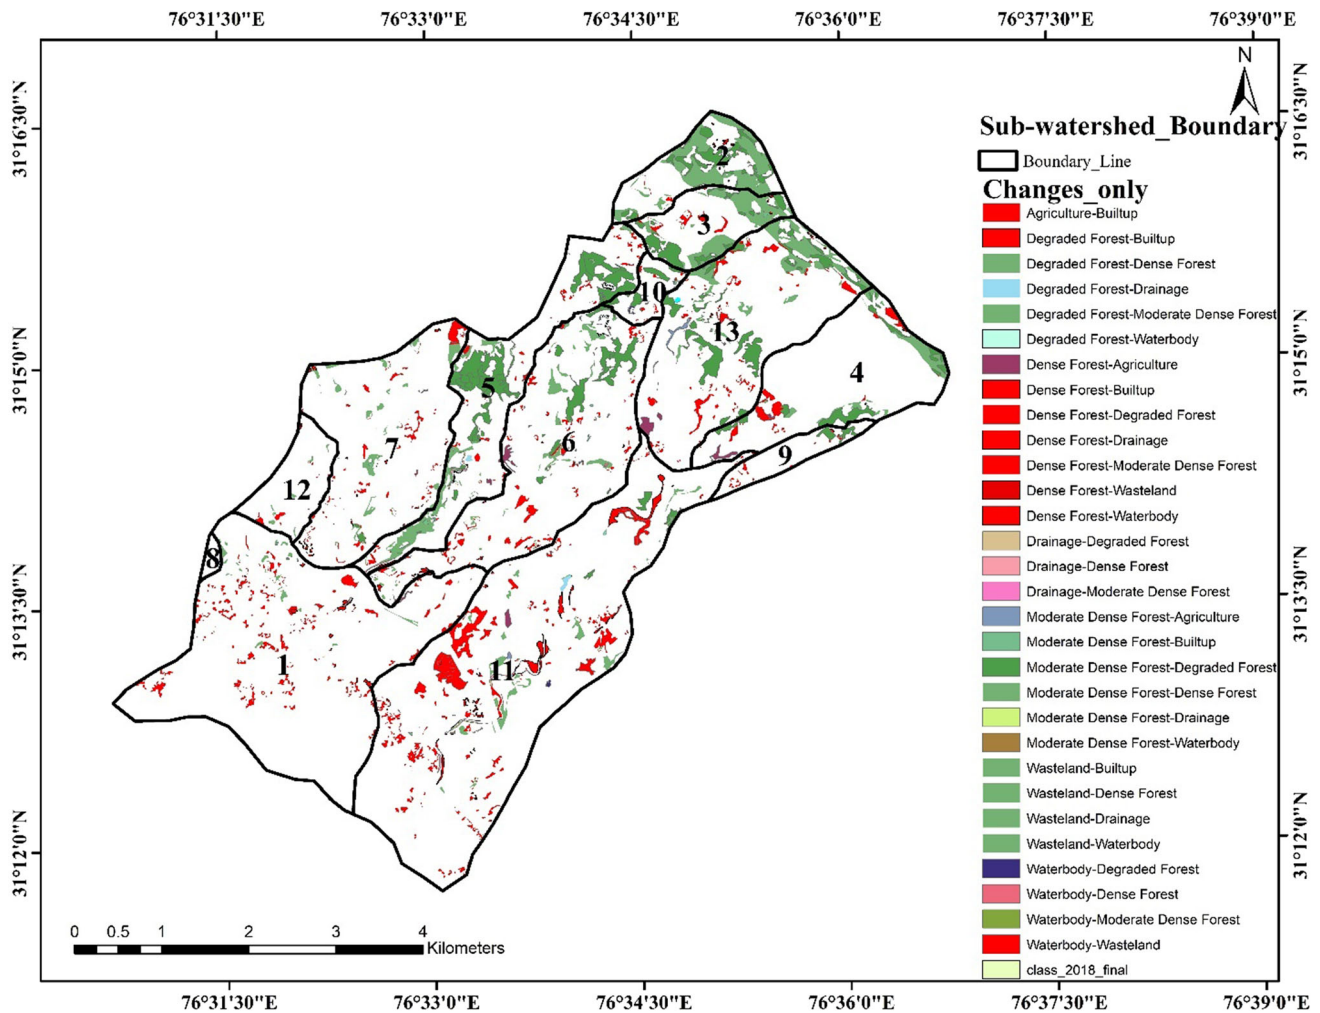 76°31'30"E 76°33'0"E 76°34'30"E 76°36'0"E 76°37'30"E 76°39'0"E
N
31°16'30"N 31°16'30"N
31°15'0"N 31°15'0"N
31°13'30"N 31°13'30"N
31°12'0"N 31°12'0"N
2
3
10
13
4
5
6
7
9
12
8
1
11
Sub-watershed_Boundary
Boundary_Line
Changes_only
Agriculture-Builtup
Degraded Forest-Builtup
Degraded Forest-Dense Forest
Degraded Forest-Drainage
Degraded Forest-Moderate Dense Forest
Degraded Forest-Waterbody
Dense Forest-Agriculture
Dense Forest-Builtup
Dense Forest-Degraded Forest
Dense Forest-Drainage
Dense Forest-Moderate Dense Forest
Dense Forest-Wasteland
Dense Forest-Waterbody
Drainage-Degraded Forest
Drainage-Dense Forest
Drainage-Moderate Dense Forest
Moderate Dense Forest-Agriculture
Moderate Dense Forest-Builtup
Moderate Dense Forest-Degraded Forest
Moderate Dense Forest-Dense Forest
Moderate Dense Forest-Drainage
Moderate Dense Forest-Waterbody
Wasteland-Builtup
Wasteland-Dense Forest
Wasteland-Drainage
Wasteland-Waterbody
Waterbody-Degraded Forest
Waterbody-Dense Forest
Waterbody-Moderate Dense Forest
Waterbody-Wasteland
class_2018_final
0 0.5 1 2 3 4
Kilometers
76°31'30"E 76°33'0"E 76°34'30"E 76°36'0"E 76°37'30"E 76°39'0"E